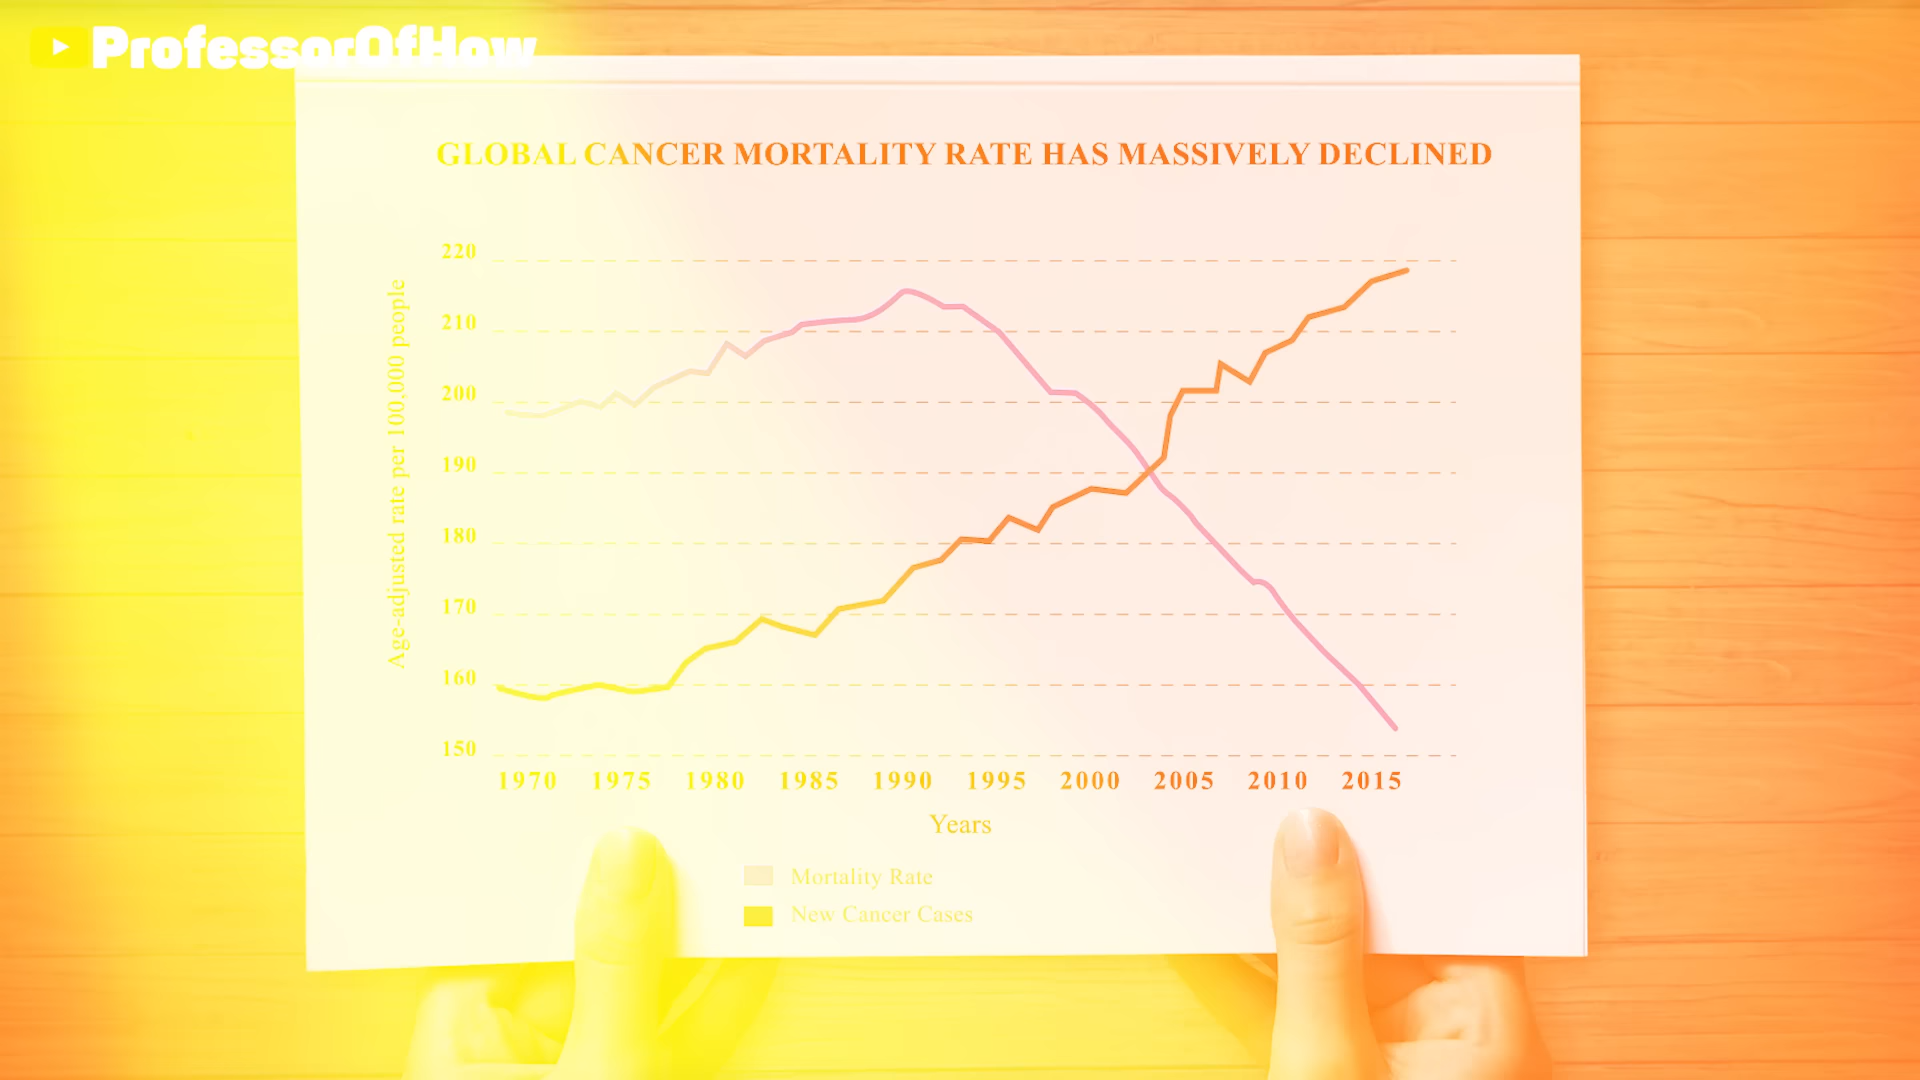 ProfessorOfHow
GLOBAL CANCER MORTALITY RATE HAS MASSIVELY DECLINED
Age-adjusted rate per 100,000 people
220
210
200
190
180
170
160
150
1970 1975 1980 1985 1990 1995 2000 2005 2010 2015
Years
Mortality Rate
New Cancer Cases